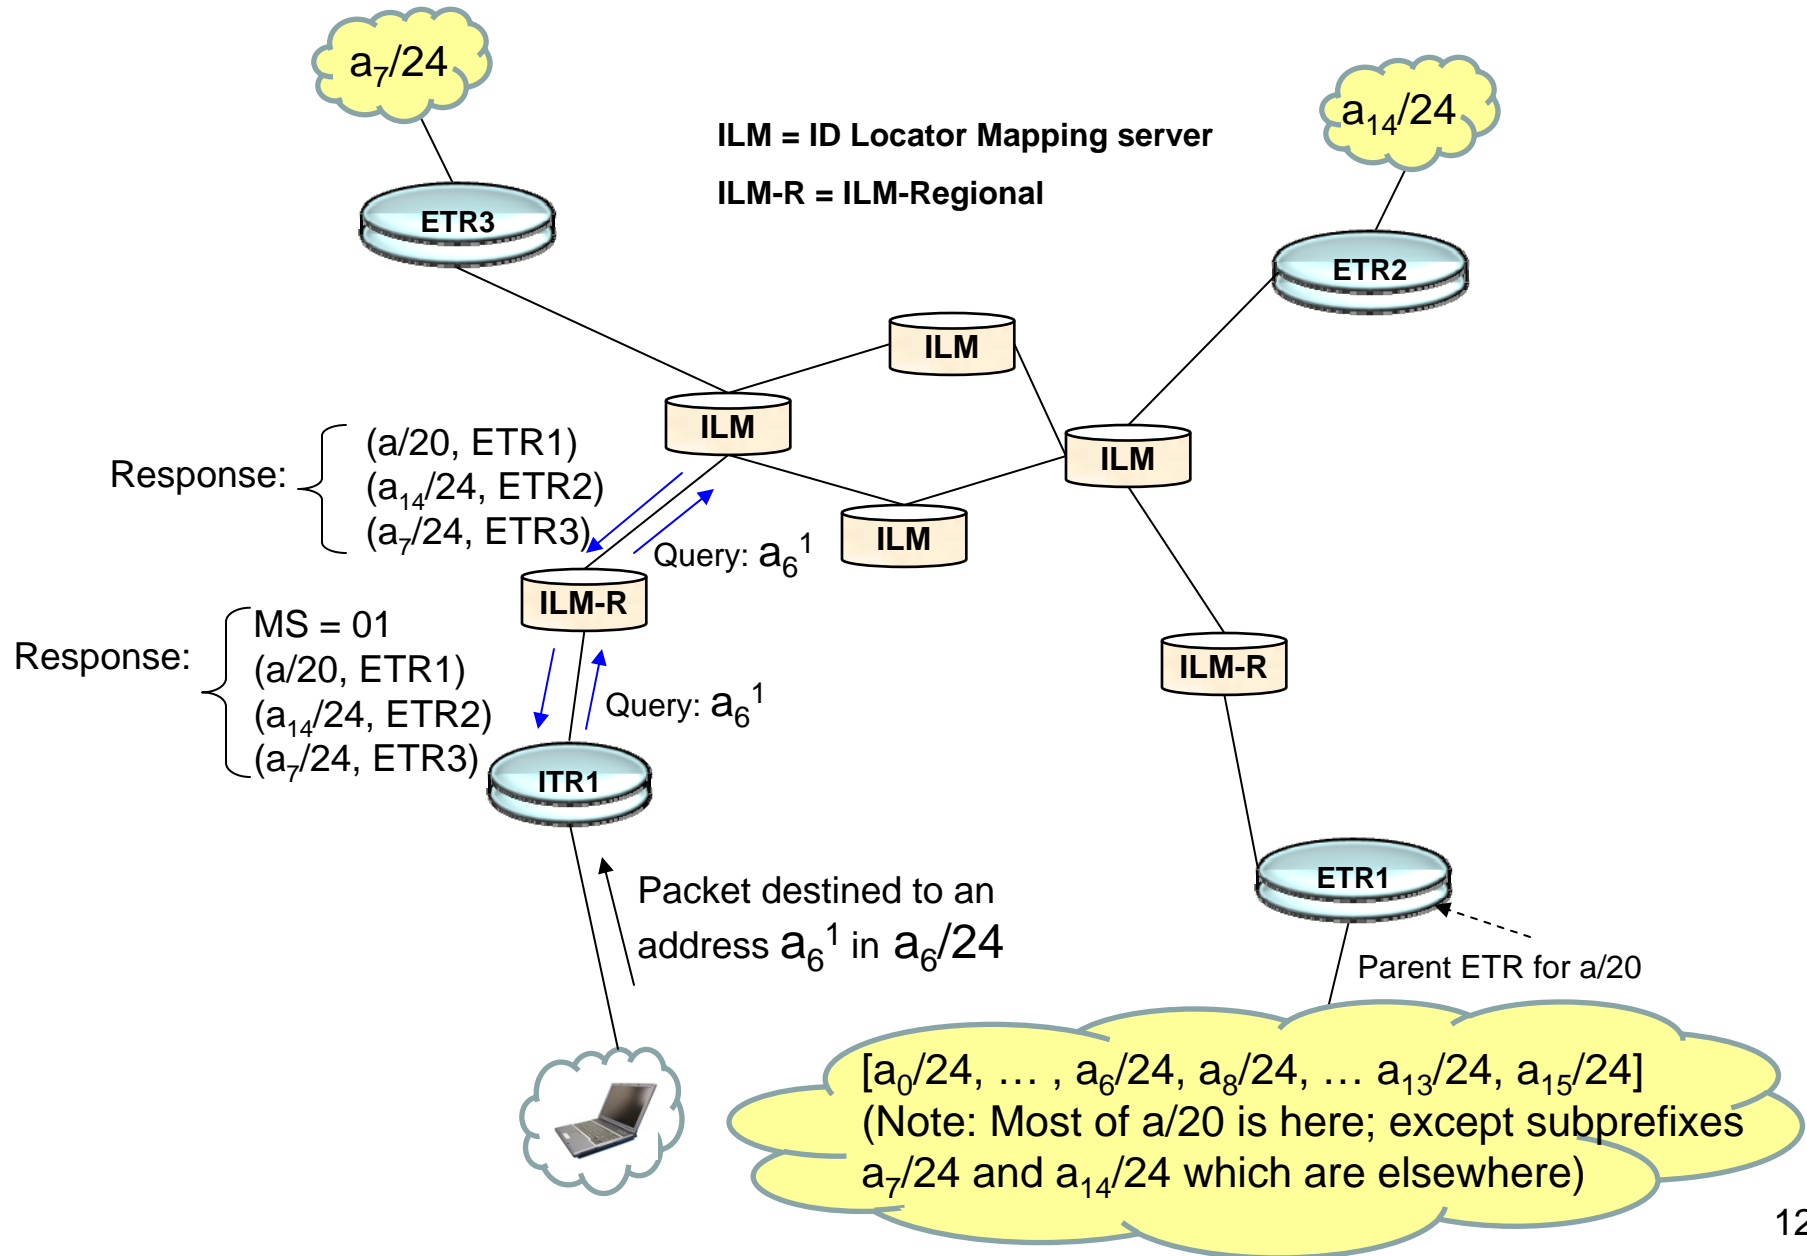 a₇/24
a₁₄/24
ILM = ID Locator Mapping server
ILM-R = ILM-Regional
ETR3
ETR2
ILM
ILM
ILM
ILM
Response:
(a/20, ETR1)
(a₁₄/24, ETR2)
(a₇/24, ETR3)
Query: a₆¹
ILM-R
ILM-R
Response:
MS = 01
(a/20, ETR1)
(a₁₄/24, ETR2)
(a₇/24, ETR3)
Query: a₆¹
ITR1
Packet destined to an
address a₆¹ in a₆/24
ETR1
Parent ETR for a/20
[a₀/24, … , a₆/24, a₈/24, … a₁₃/24, a₁₅/24]
(Note: Most of a/20 is here; except subprefixes
a₇/24 and a₁₄/24 which are elsewhere)
12